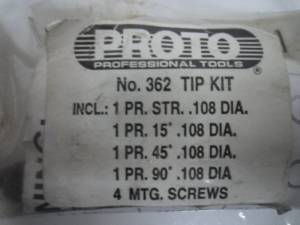 PROTO
PROFESSIONAL TOOLS ®
No. 362 TIP KIT
INCL.: 1 PR. STR. .108 DIA.
1 PR. 15° .108 DIA.
1 PR. 45° .108 DIA.
1 PR. 90° .108 DIA
4 MTG. SCREWS